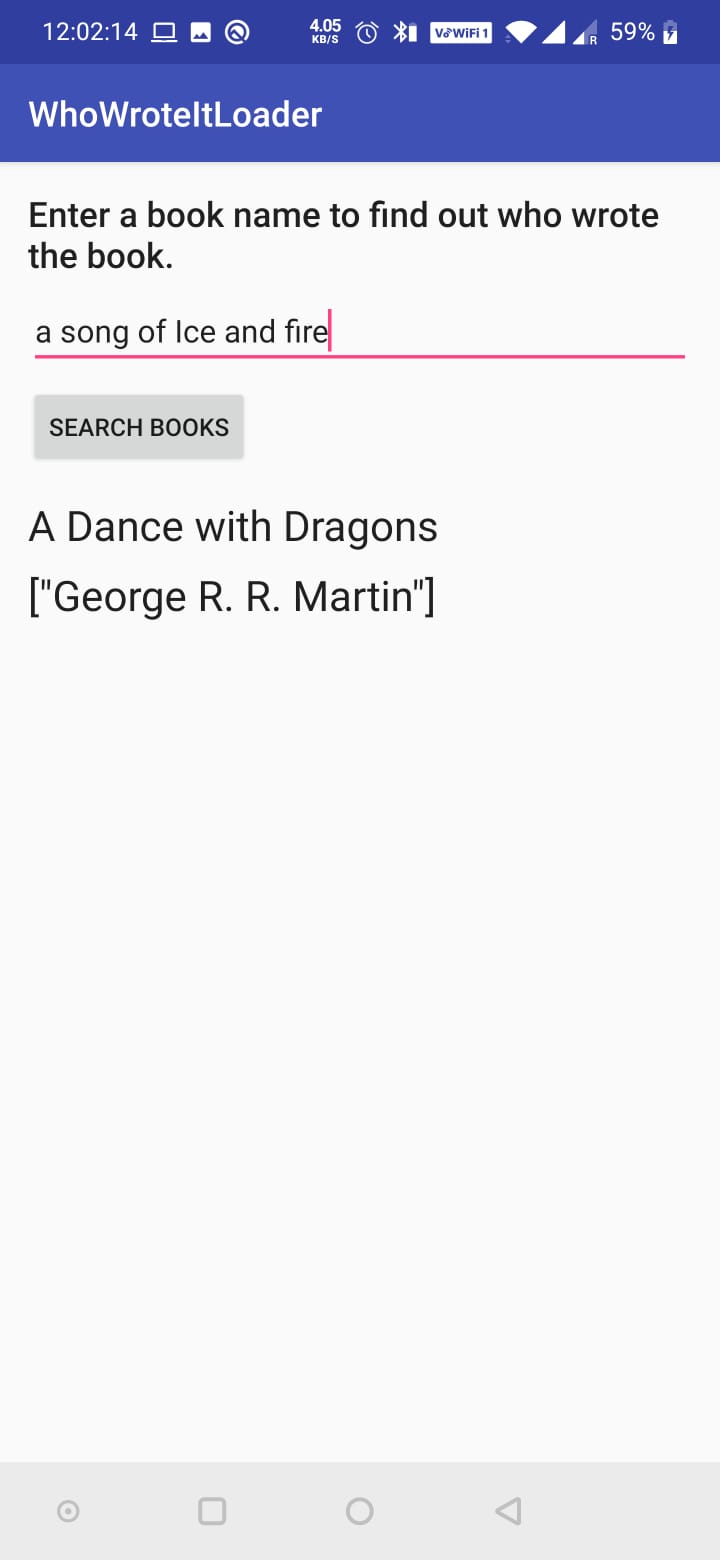 12:02:14 4.05 KB/S VoWiFi 1 R 59%
WhoWroteItLoader
Enter a book name to find out who wrote
the book.
a song of Ice and fire
SEARCH BOOKS
A Dance with Dragons
["George R. R. Martin"]